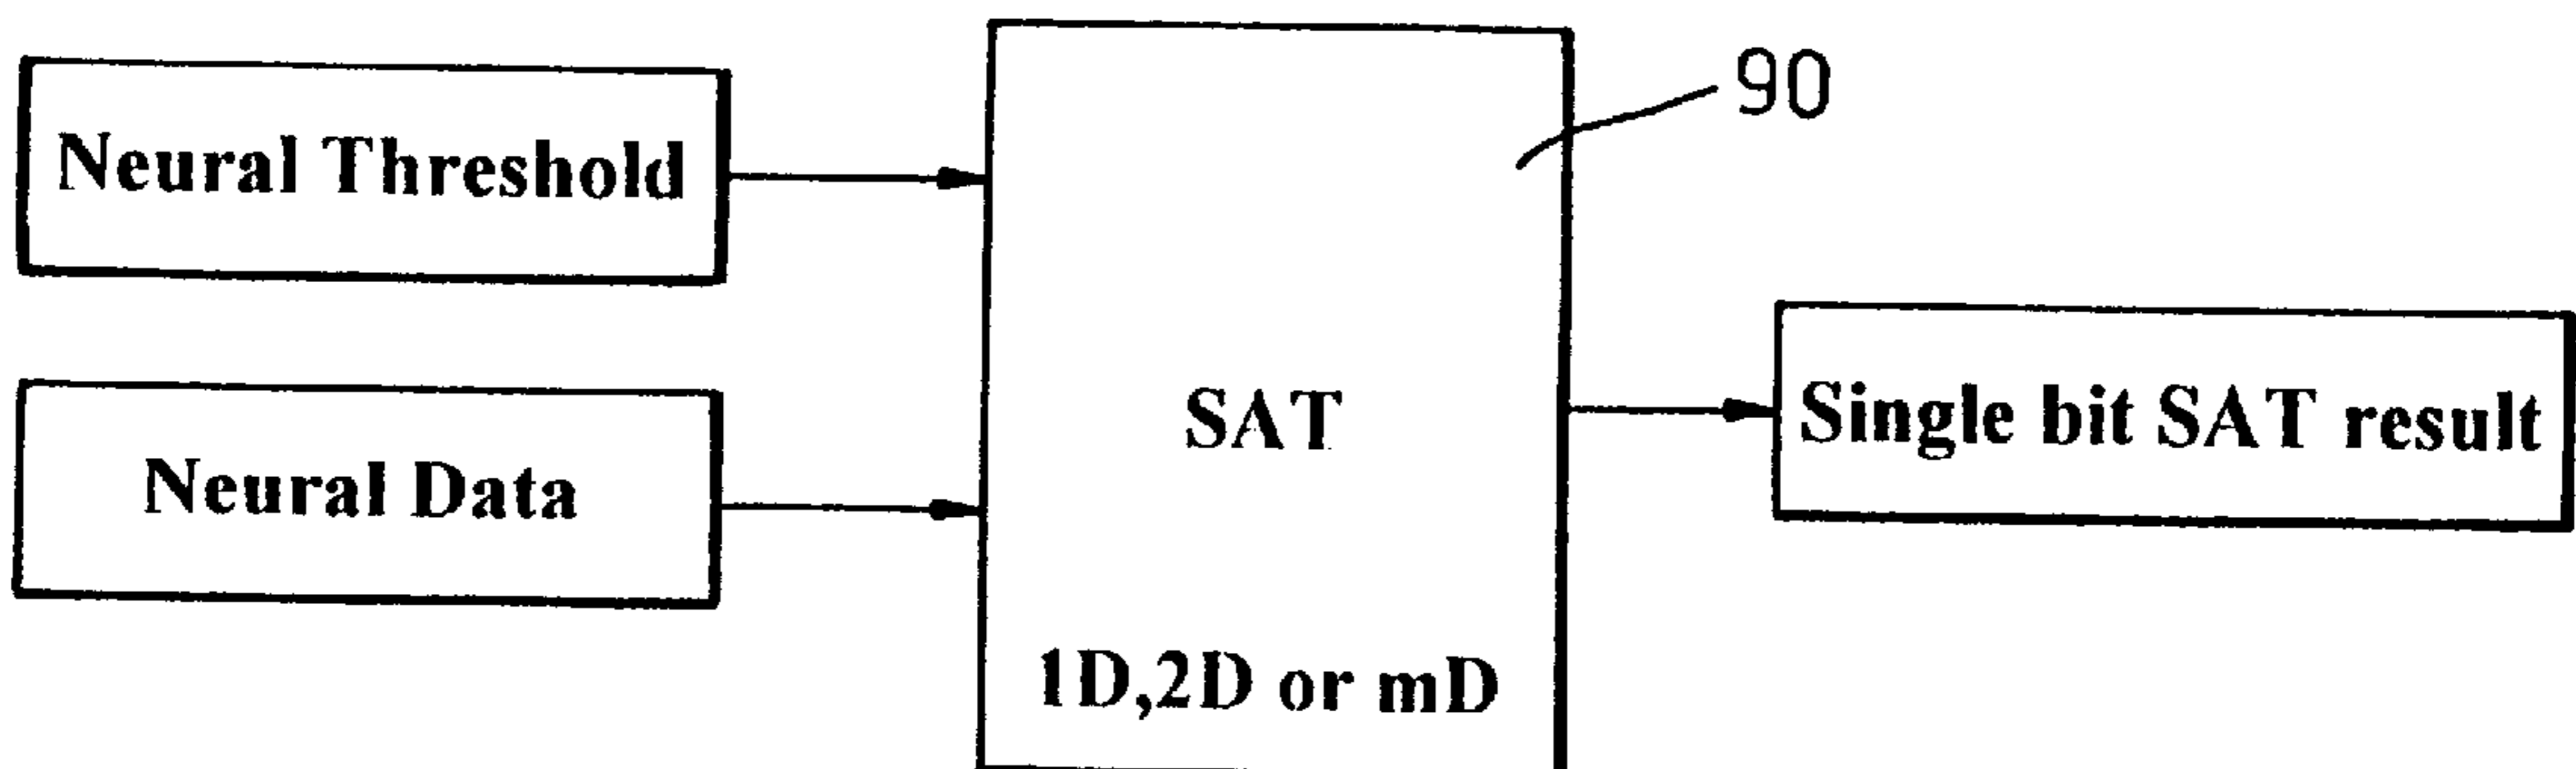 Neural Threshold
Neural Data
90
SAT
1D,2D or mD
Single bit SAT result